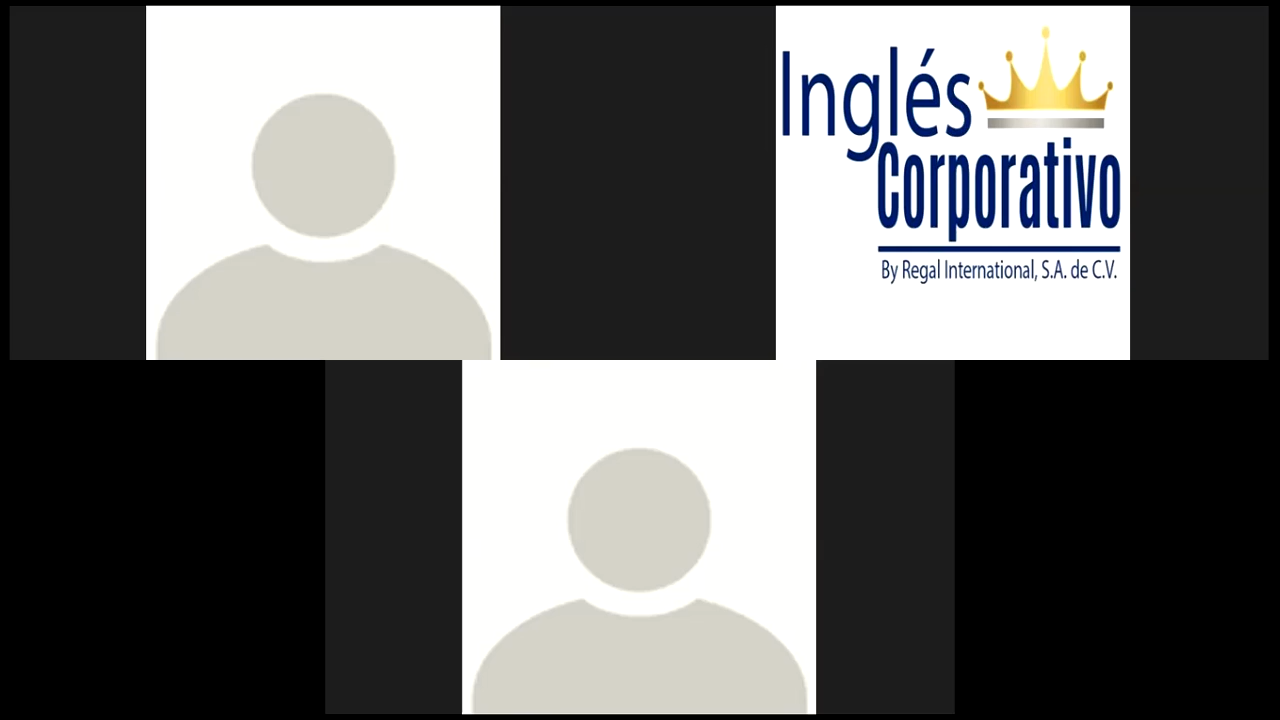 Inglés
Corporativo
By Regal International, S.A. de C.V.